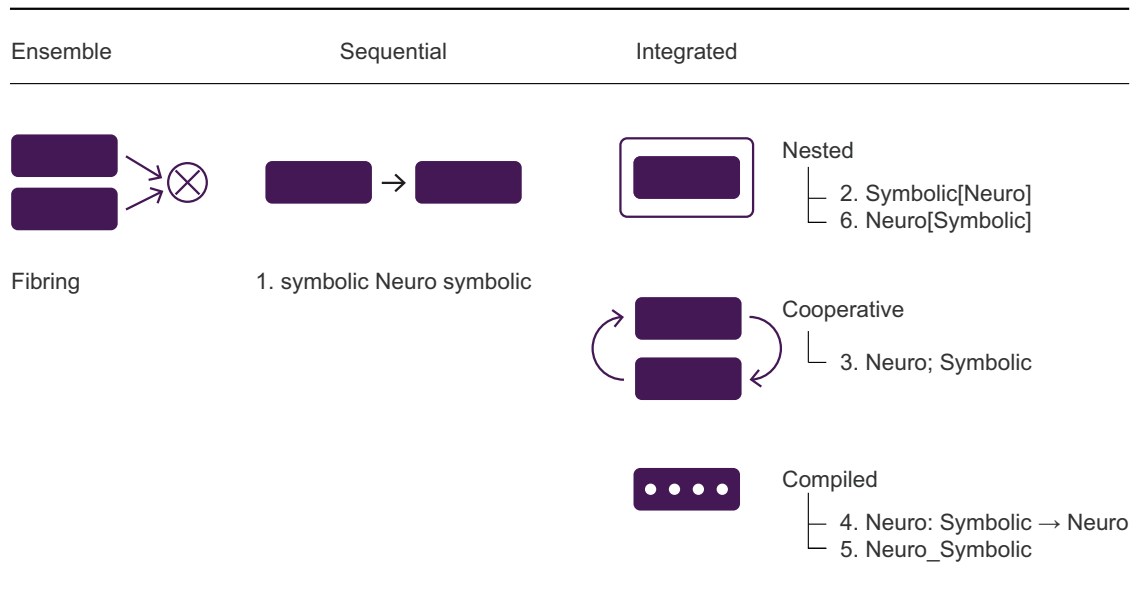 Ensemble
Sequential
Integrated
Fibring
1. symbolic Neuro symbolic
Nested
2. Symbolic[Neuro]
6. Neuro[Symbolic]
Cooperative
3. Neuro; Symbolic
Compiled
4. Neuro: Symbolic → Neuro
5. Neuro_Symbolic